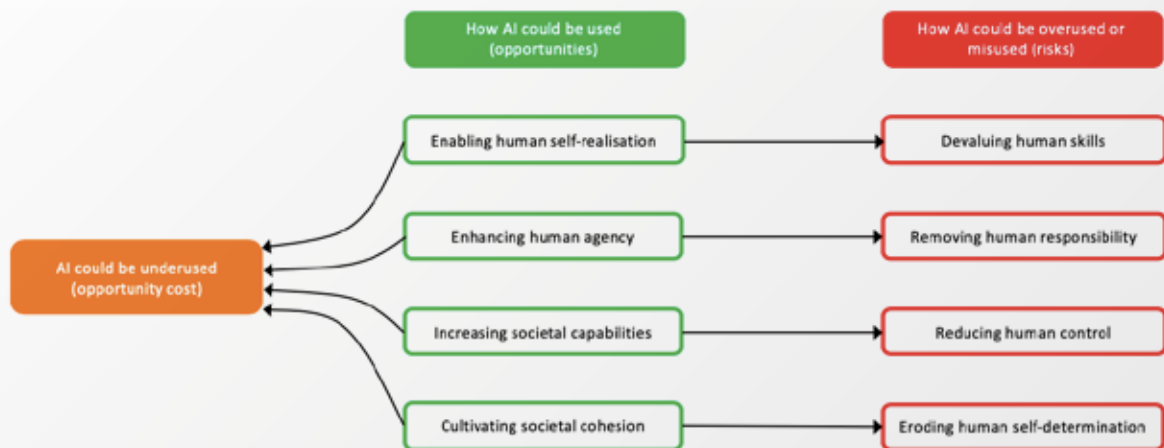 How AI could be used
(opportunities)
How AI could be overused or
misused (risks)
Enabling human self-realisation
Devaluing human skills
Enhancing human agency
Removing human responsibility
AI could be underused
(opportunity cost)
Increasing societal capabilities
Reducing human control
Cultivating societal cohesion
Eroding human self-determination